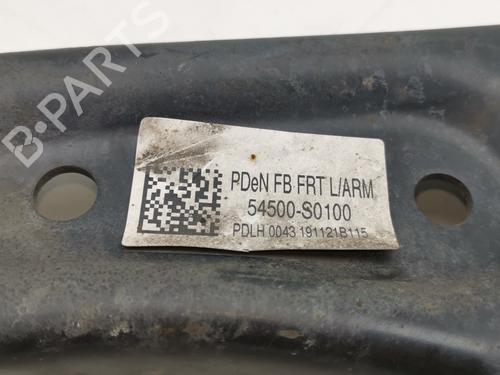 B-PARTS
PDeN FB FRT L/ARM
54500-S0100
PDLH 0043 191121B115